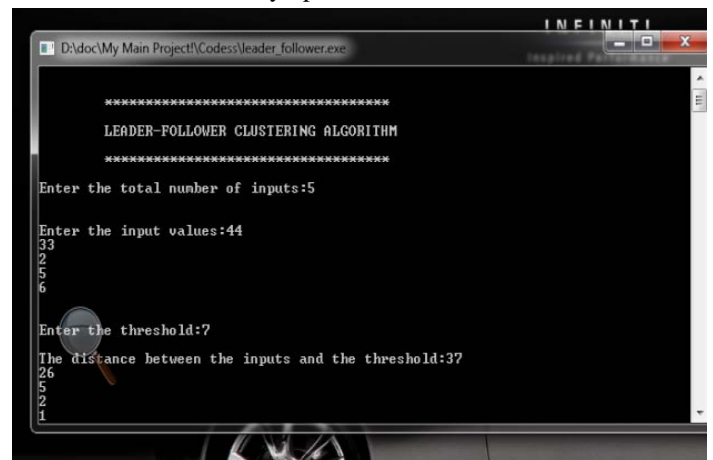 INFINITI
Inspired Performance
D:\doc\My Main Project!\Codess\leader_follower.exe
***********************************
LEADER-FOLLOWER CLUSTERING ALGORITHM
***********************************
Enter the total number of inputs:5
Enter the input values:44
33
2
5
6
Enter the threshold:7
The distance between the inputs and the threshold:37
26
5
2
1